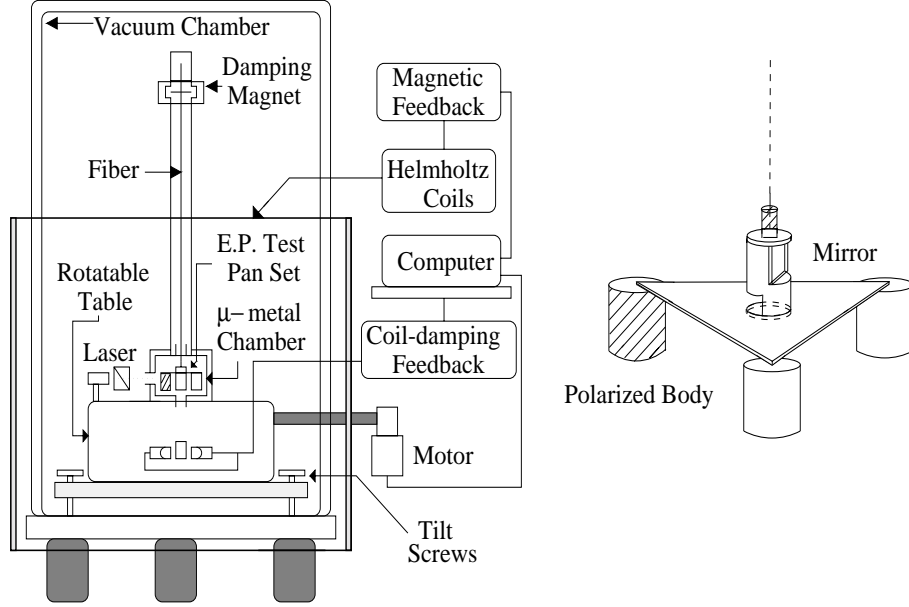 Vacuum Chamber
Damping
Magnet
Fiber
E.P. Test
Pan Set
Rotatable
Table
μ− metal
Chamber
Laser
Magnetic
Feedback
Helmholtz
Coils
Computer
Coil-damping
Feedback
Motor
Tilt
Screws
Mirror
Polarized Body